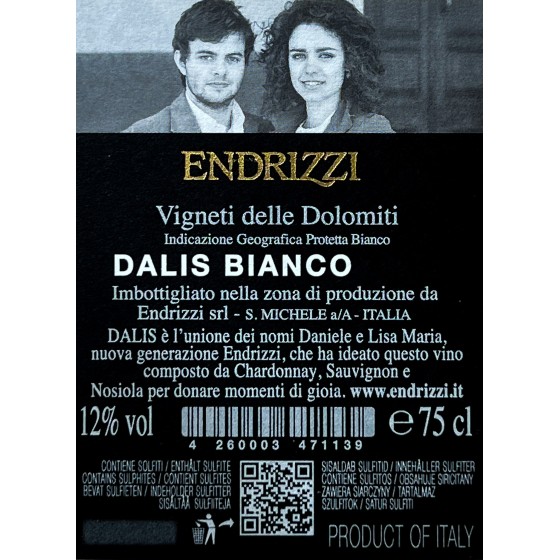 ENDRIZZI
Vigneti delle Dolomiti
Indicazione Geografica Protetta Bianco
DALIS BIANCO
Imbottigliato nella zona di produzione da
Endrizzi srl - S. MICHELE a/A - ITALIA
DALIS è l'unione dei nomi Daniele e Lisa Maria,
nuova generazione Endrizzi, che ha ideato questo vino
composto da Chardonnay, Sauvignon e
Nosiola per donare momenti di gioia. www.endrizzi.it
12% vol
4 260003 471139
e 75 cl
CONTIENE SOLFITI / ENTHÄLT SULFITE
CONTAINS SULPHITES / CONTIENT SULFITES
BEVAT SULFIETEN / INDEHOLDER SULFITTER
SISÄLTÄÄ SULFIITEJA
SISALDAB SULFITID / INNEHÅLLER SULFITER
CONTIENE SULFITOS / OBSAHUJE SIRICITANY
ZAWIERA SIARCZYNY / TARTALMAZ
SZULFITOK / SATUR SULFITI
PRODUCT OF ITALY